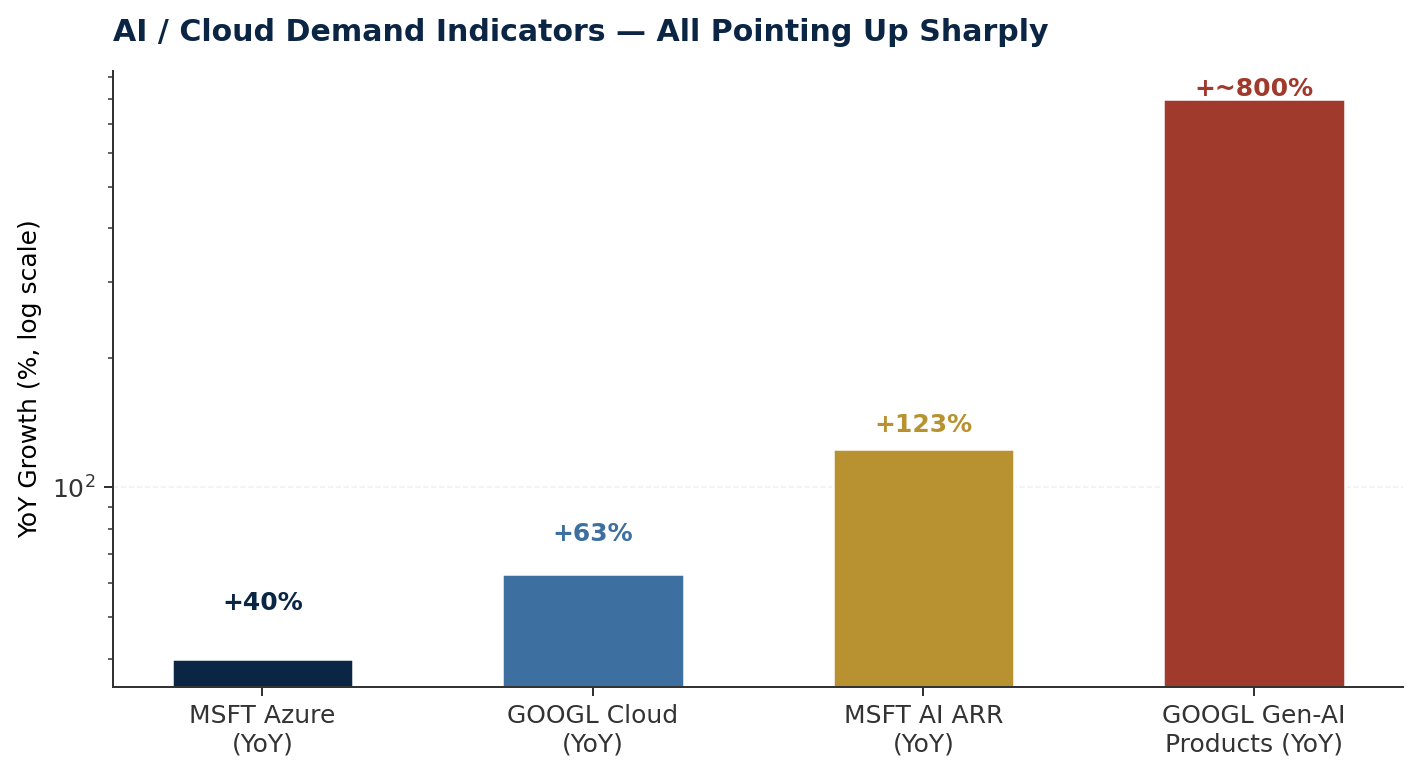 AI / Cloud Demand Indicators — All Pointing Up Sharply
YoY Growth (%, log scale)
10²
+40%
+63%
+123%
+~800%
MSFT Azure
(YoY)
GOOGL Cloud
(YoY)
MSFT AI ARR
(YoY)
GOOGL Gen-AI
Products (YoY)